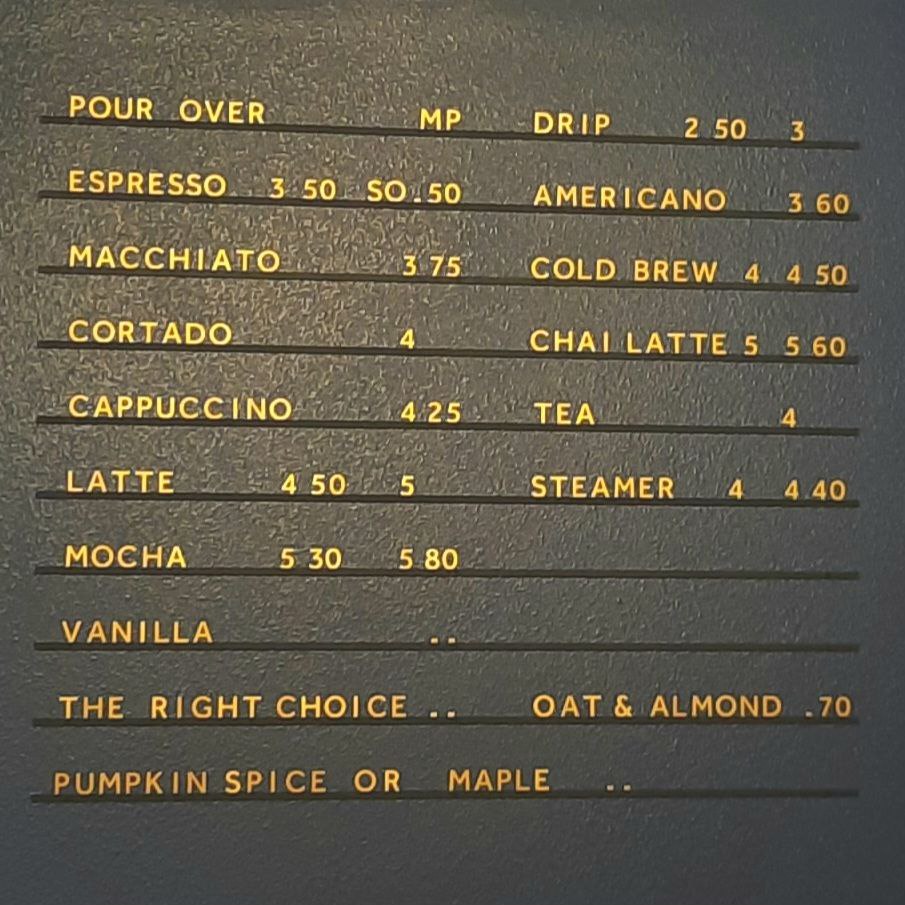 POUR OVER MP DRIP 2 50 3
ESPRESSO 3 50 SO .50 AMERICANO 3 60
MACCHIATO 3 75 COLD BREW 4 4 50
CORTADO 4 CHAI LATTE 5 5 60
CAPPUCCINO 4 25 TEA 4
LATTE 4 50 5 STEAMER 4 4 40
MOCHA 5 30 5 80
VANILLA ..
THE RIGHT CHOICE .. OAT & ALMOND .70
PUMPKIN SPICE OR MAPLE ..